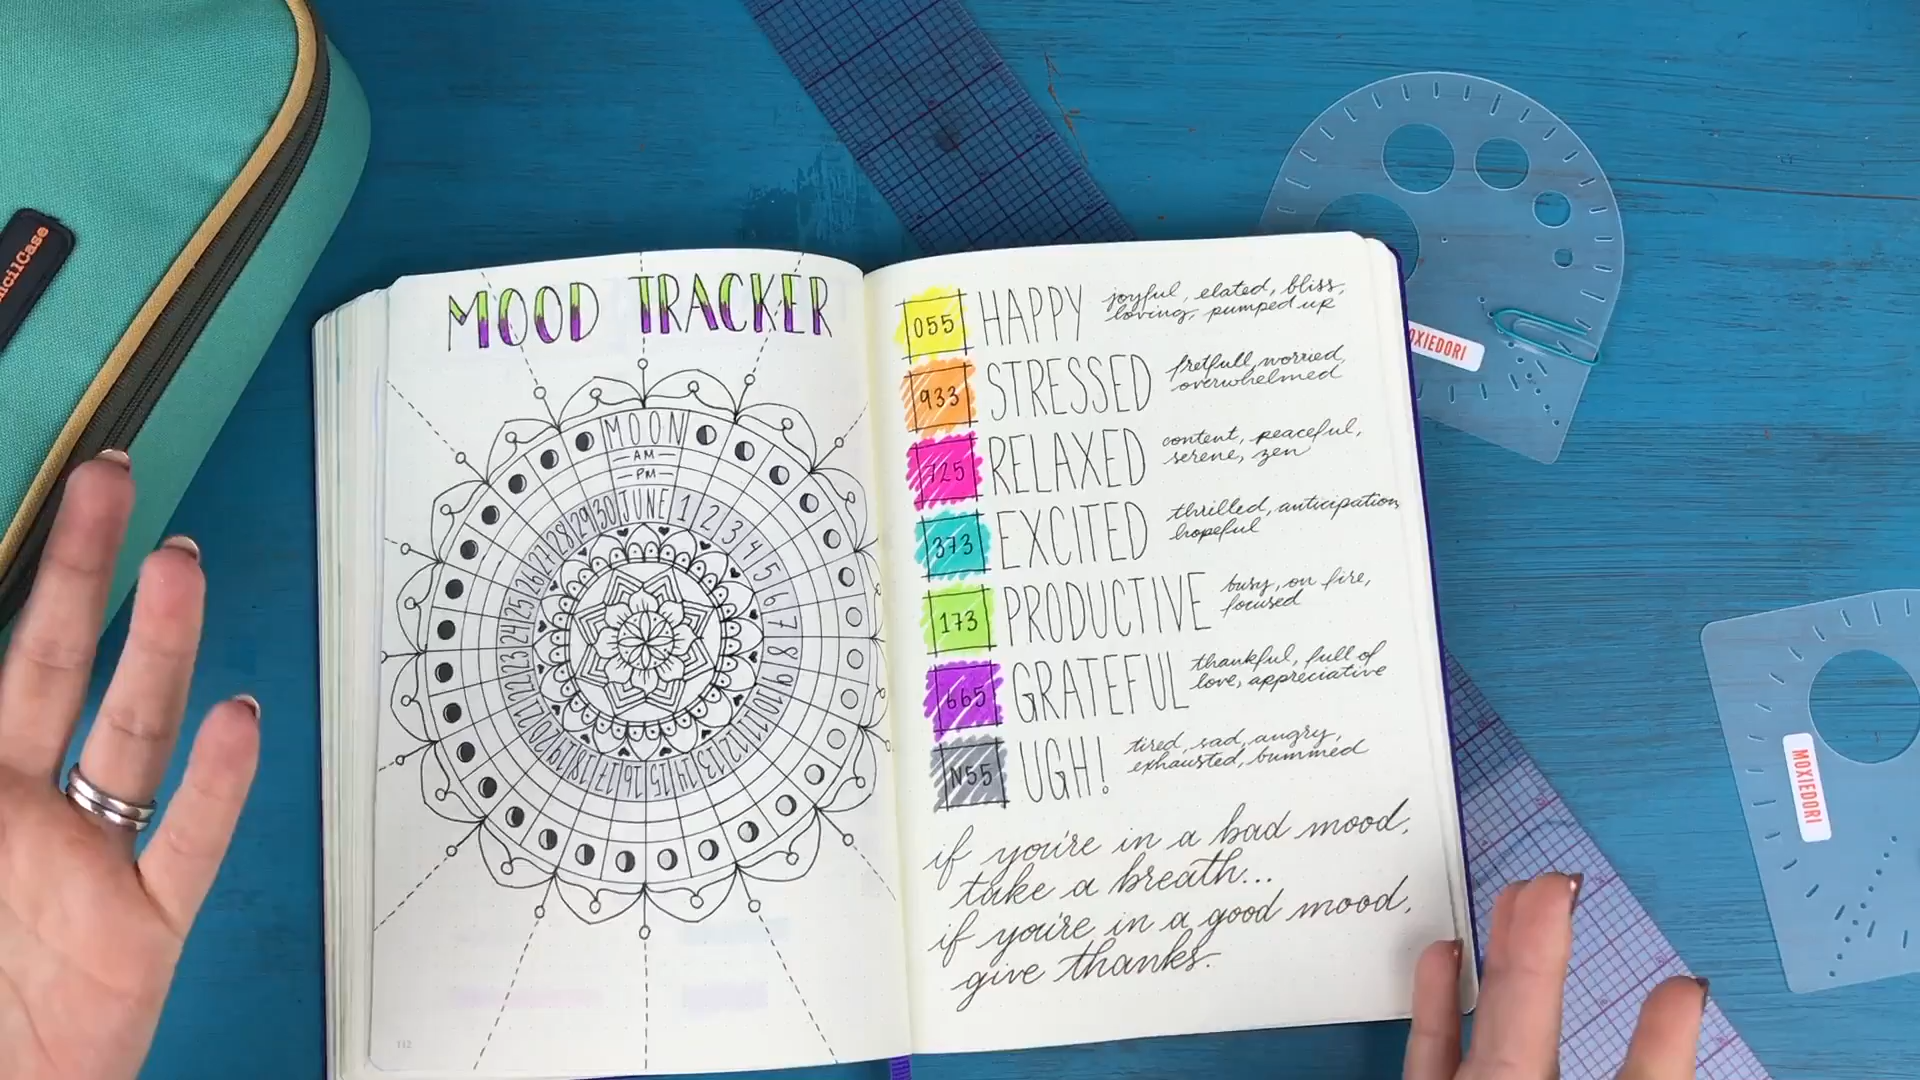 MOOD TRACKER
MOON
AM
PM
JUNE 1 2 3 4 5 6 7 8 9 10 11 12 13 14 15 16 17 18 19 20 21 22 23 24 25 26 27 28 29 30
112
055 HAPPY joyful, elated, bliss,
loving, pumped up
933 STRESSED fretfull, worried,
overwhelmed
725 RELAXED content, peaceful,
serene, zen
373 EXCITED thrilled, anticipation,
hopeful
173 PRODUCTIVE busy, on fire,
focused
665 GRATEFUL thankful, full of
love, appreciative
N55 UGH! tired, sad, angry,
exhausted, bummed
if you're in a bad mood,
take a breath...
if you're in a good mood,
give thanks.
OXIEDORI
MOXIEDORI
ncilCase